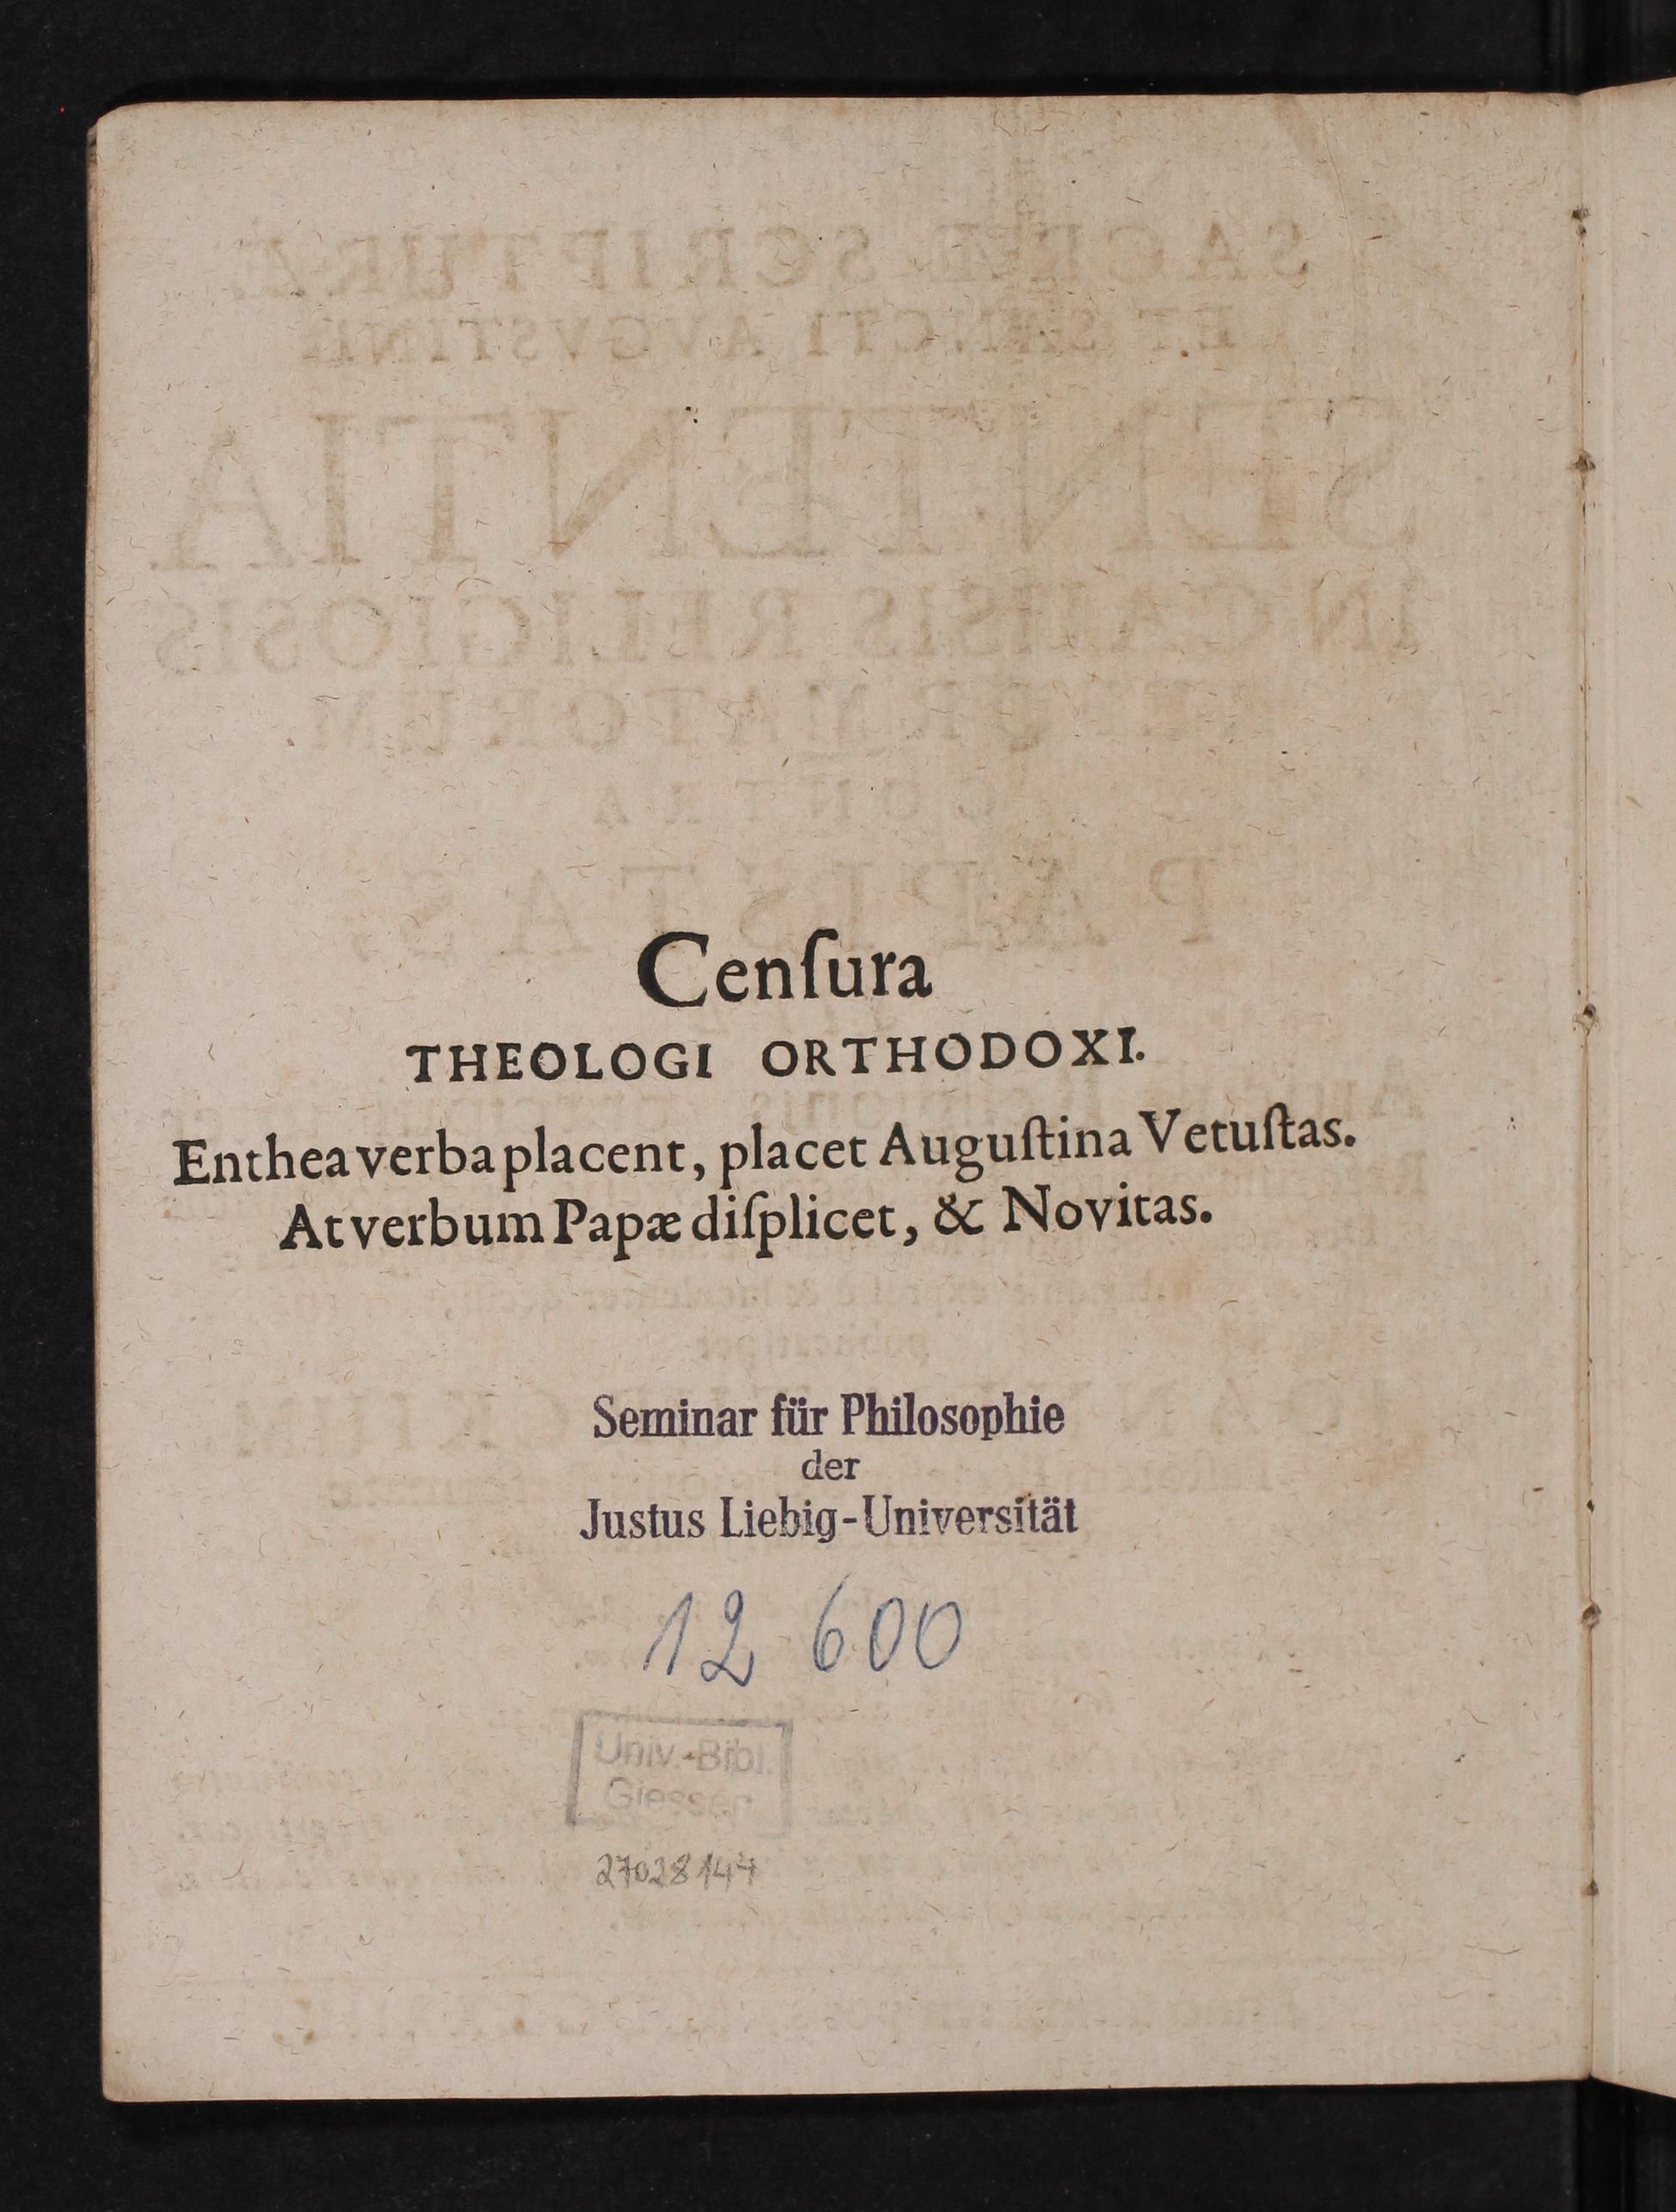 Cenſura
THEOLOGI ORTHODOXI.
Enthea verba placent, placet Auguſtina Vetuſtas.
At verbum Papæ diſplicet, & Novitas.
Seminar für Philosophie
der
Justus Liebig-Universität
12 600
Univ.-Bibl.
Giessen
27028144